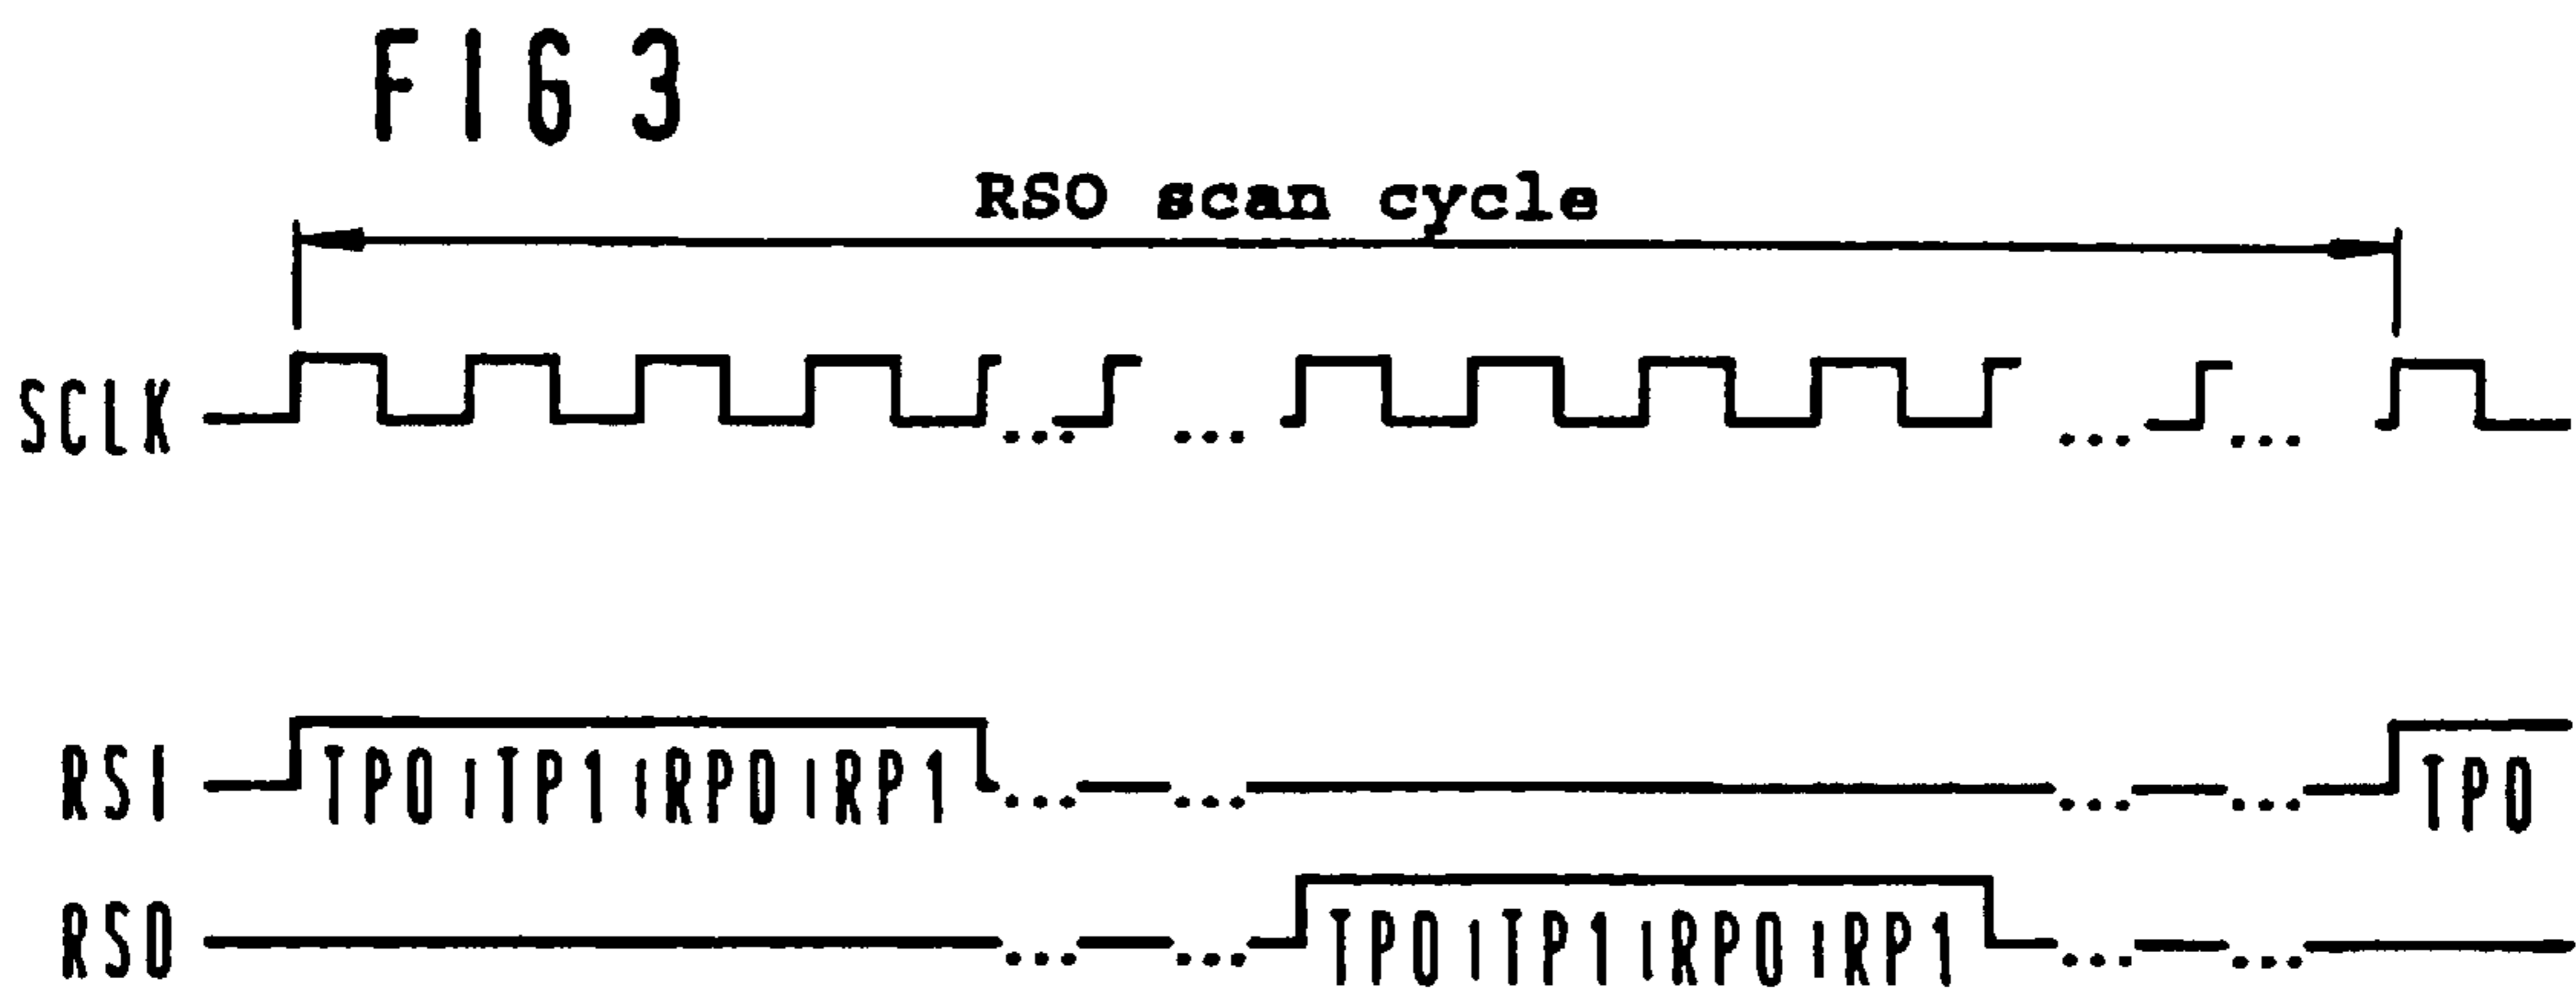 FIG 3
RSO scan cycle
SCLK
... ... ... ...
RSI TP0 TP1 RP0 RP1 ... ... ... ... TP0
RSO ... ... TP0 TP1 RP0 RP1 ... ...